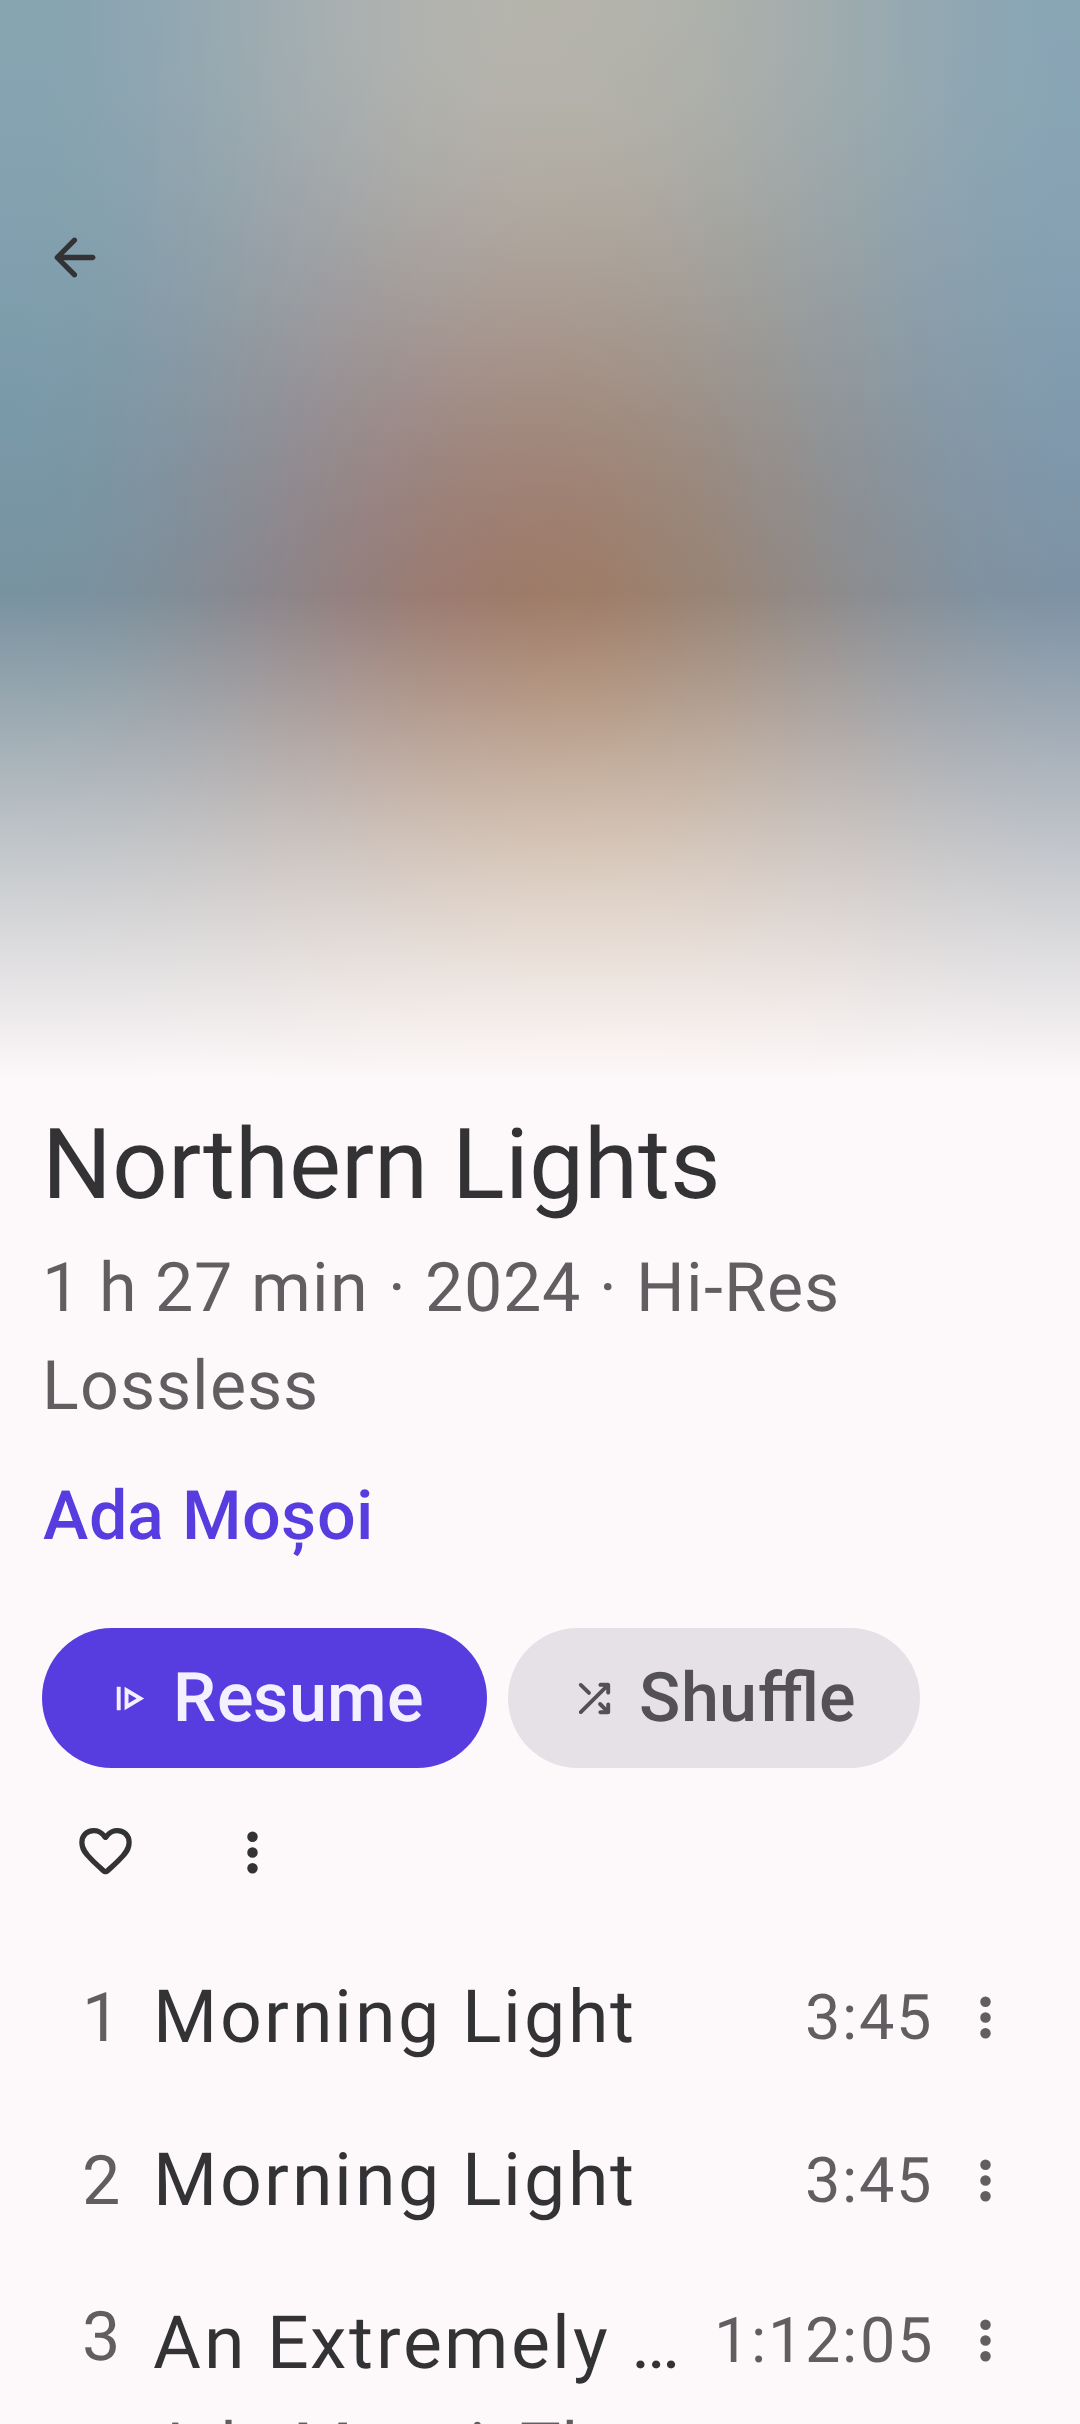 Northern Lights
1 h 27 min · 2024 · Hi-Res
Lossless
Ada Moșoi
Resume
Shuffle
1 Morning Light 3:45
2 Morning Light 3:45
3 An Extremely … 1:12:05